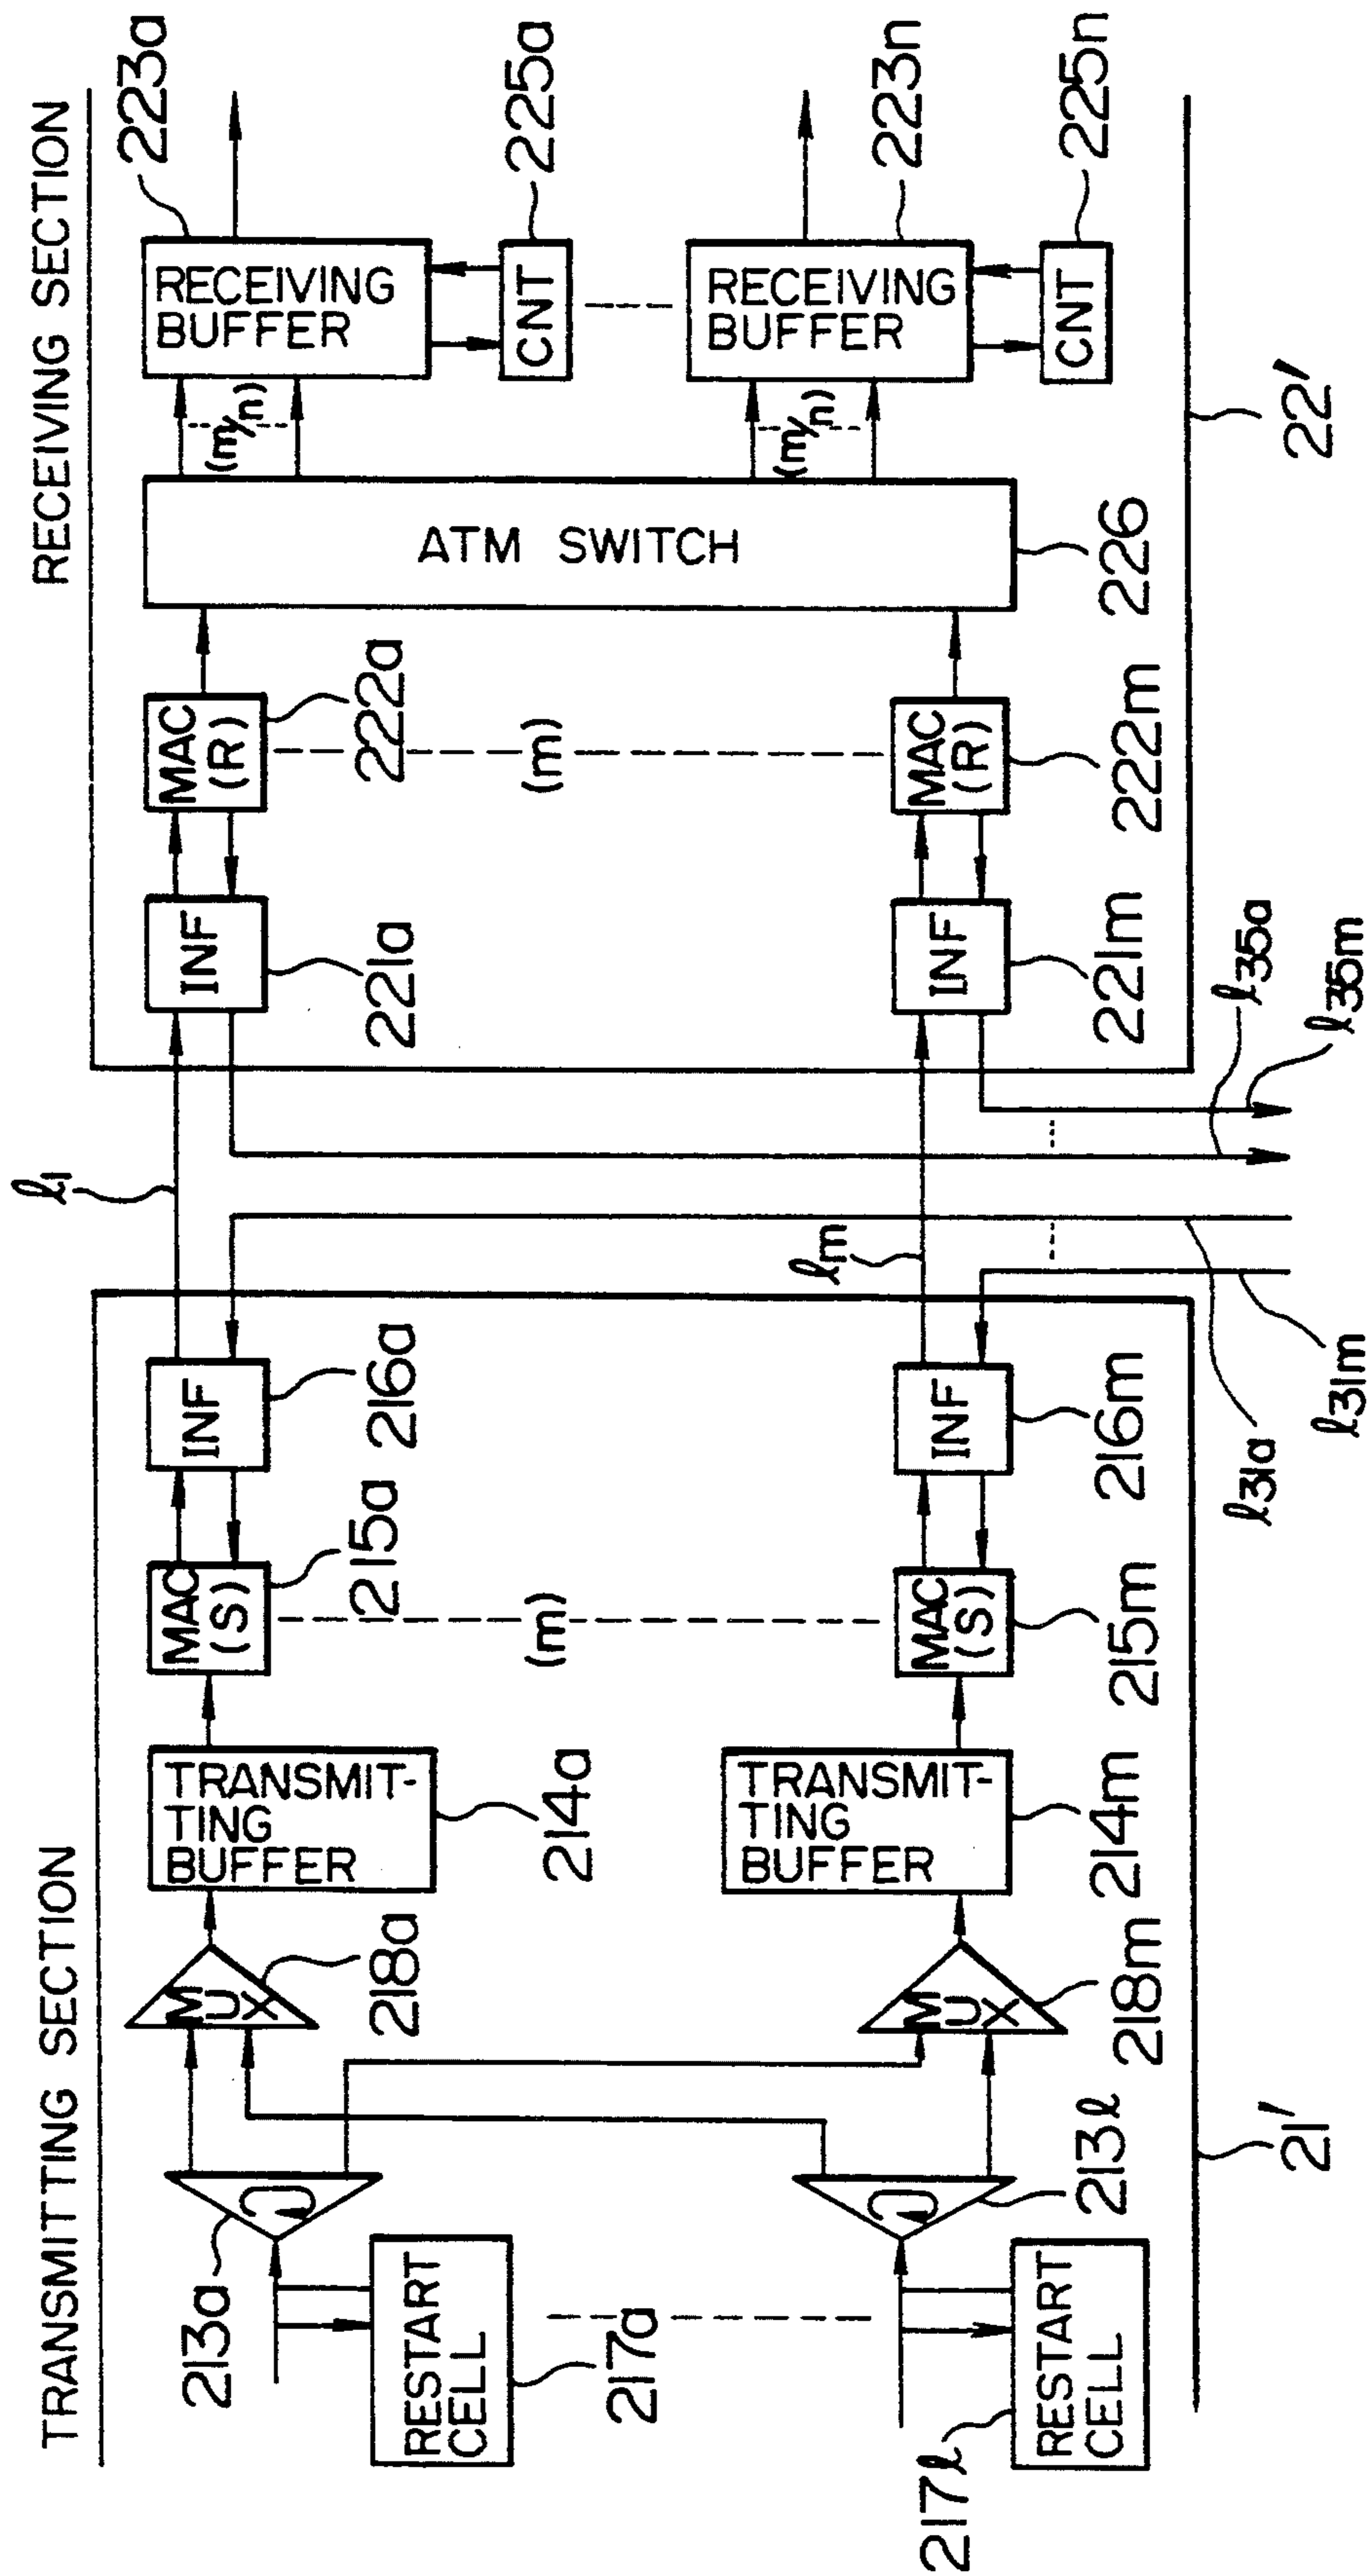 TRANSMITTING SECTION
RECEIVING SECTION
213a
RESTART
CELL
217a
MUX
218a
TRANSMIT-
TING
BUFFER
214a
MAC
(S)
215a
INF
216a
ℓ1
INF
221a
MAC
(R)
222a
ATM SWITCH
226
(m/n)
RECEIVING
BUFFER
223a
CNT
225a
(m)
(m)
217ℓ
RESTART
CELL
213ℓ
MUX
218m
TRANSMIT-
TING
BUFFER
214m
MAC
(S)
215m
INF
216m
ℓm
INF
221m
MAC
(R)
222m
(m/n)
RECEIVING
BUFFER
223n
CNT
225n
21'
22'
ℓ31a
ℓ31m
ℓ35a
ℓ35m